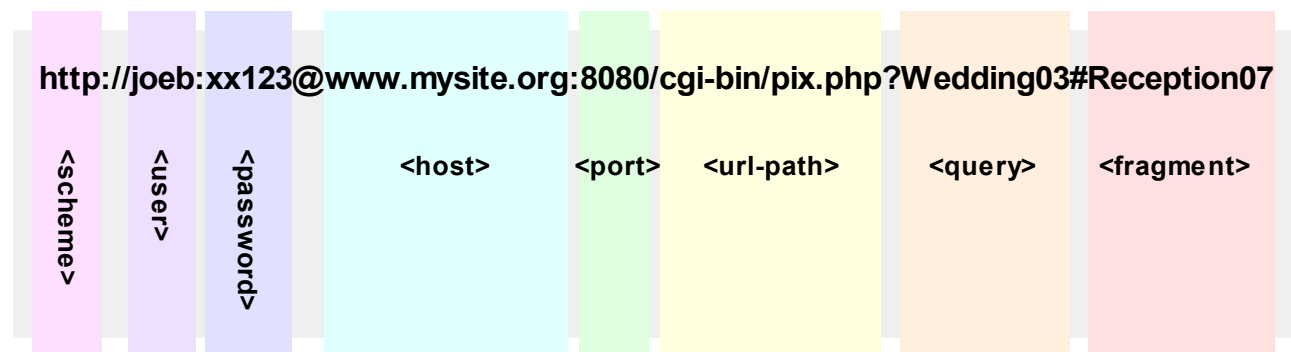 http://joeb:xx123@www.mysite.org:8080/cgi-bin/pix.php?Wedding03#Reception07
<scheme> <user> <password> <host> <port> <url-path> <query> <fragment>